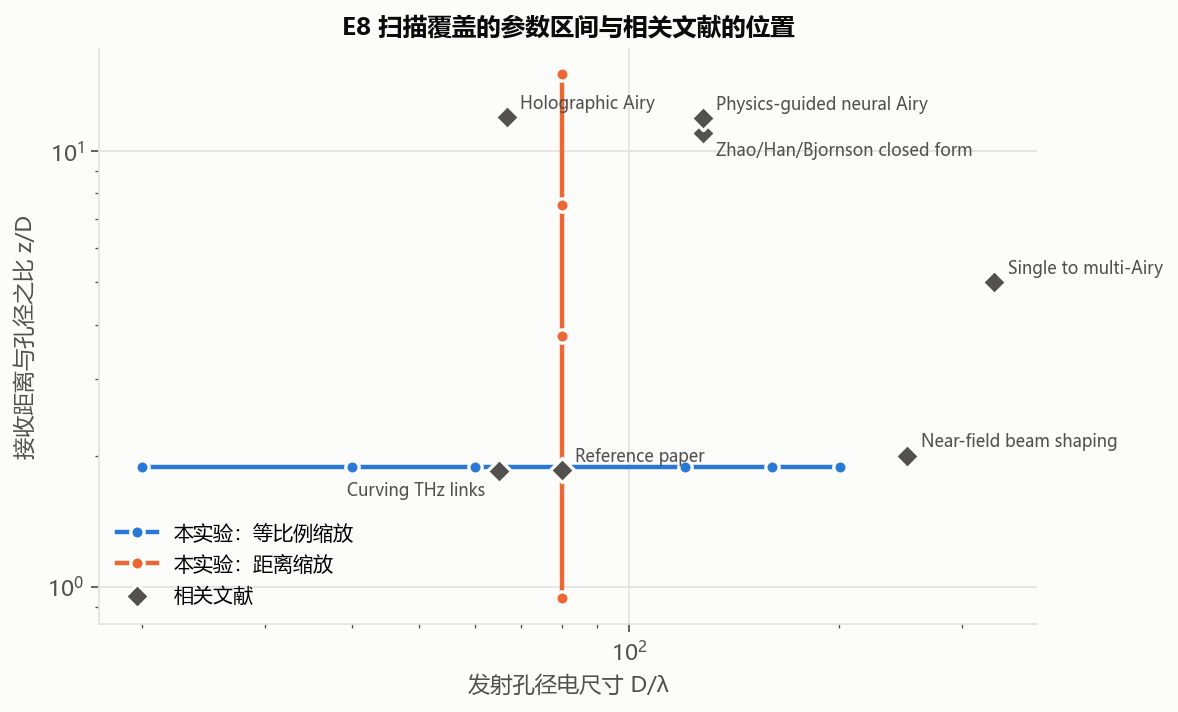 E8 扫描覆盖的参数区间与相关文献的位置
Holographic Airy
Physics-guided neural Airy
Zhao/Han/Bjornson closed form
Single to multi-Airy
Near-field beam shaping
Reference paper
Curving THz links
10¹
10⁰
10²
接收距离与孔径之比 z/D
本实验：等比例缩放
本实验：距离缩放
相关文献
发射孔径电尺寸 D/λ